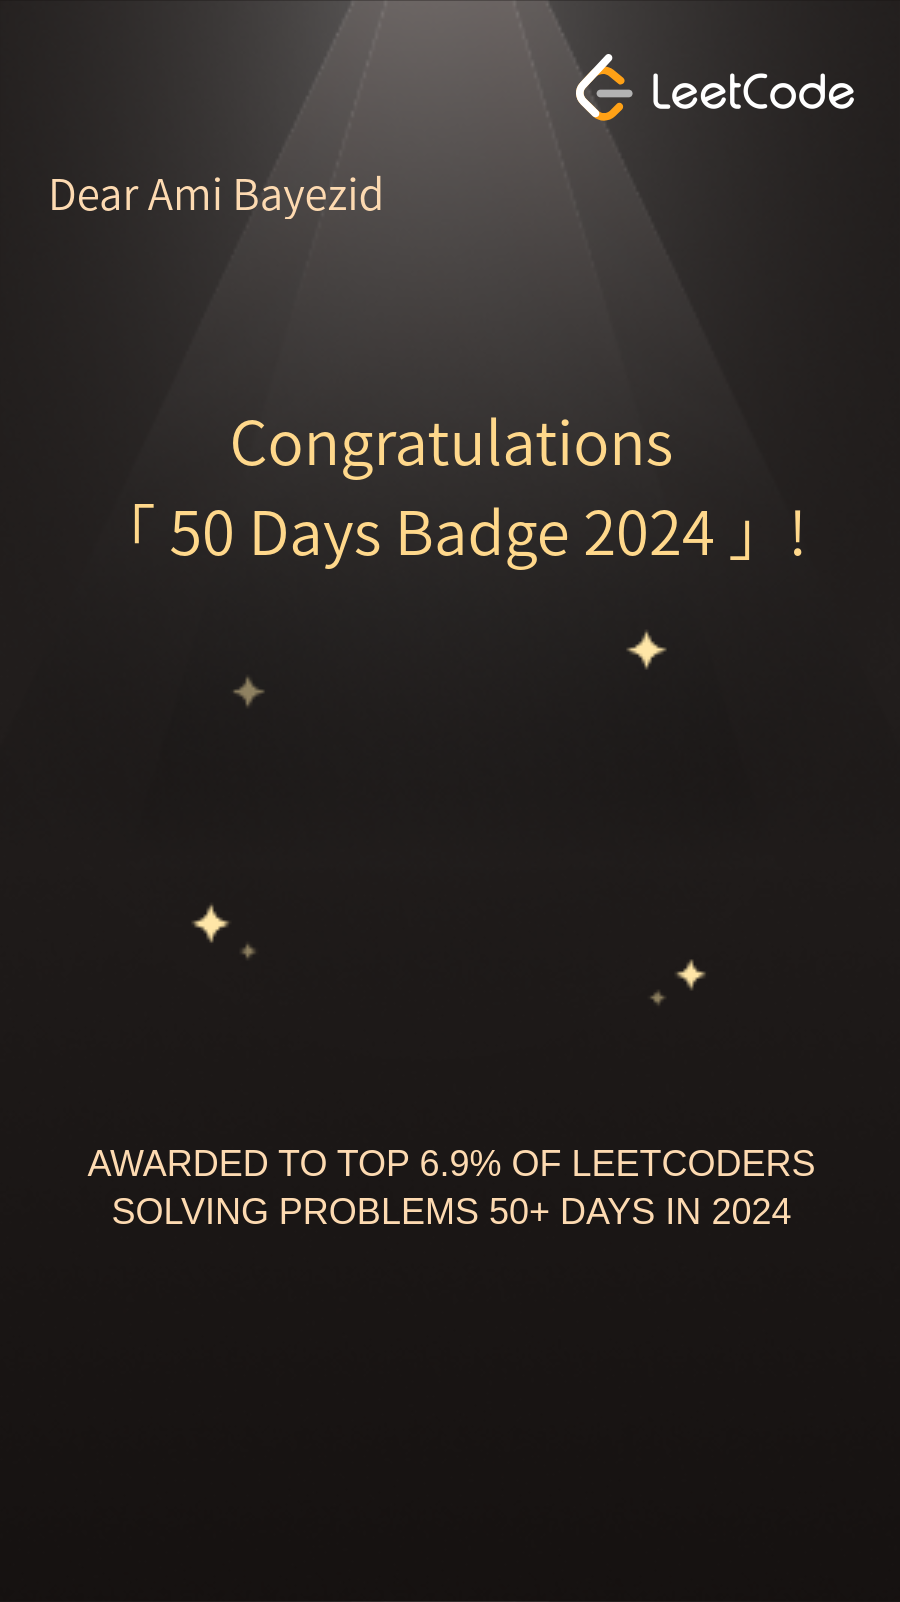 LeetCode
Dear Ami Bayezid
Congratulations
「 50 Days Badge 2024 」 !
AWARDED TO TOP 6.9% OF LEETCODERS
SOLVING PROBLEMS 50+ DAYS IN 2024